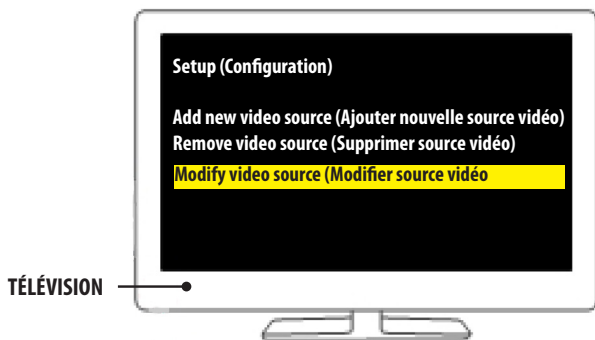 Setup (Configuration)
Add new video source (Ajouter nouvelle source vidéo)
Remove video source (Supprimer source vidéo)
Modify video source (Modifier source vidéo
TÉLÉVISION